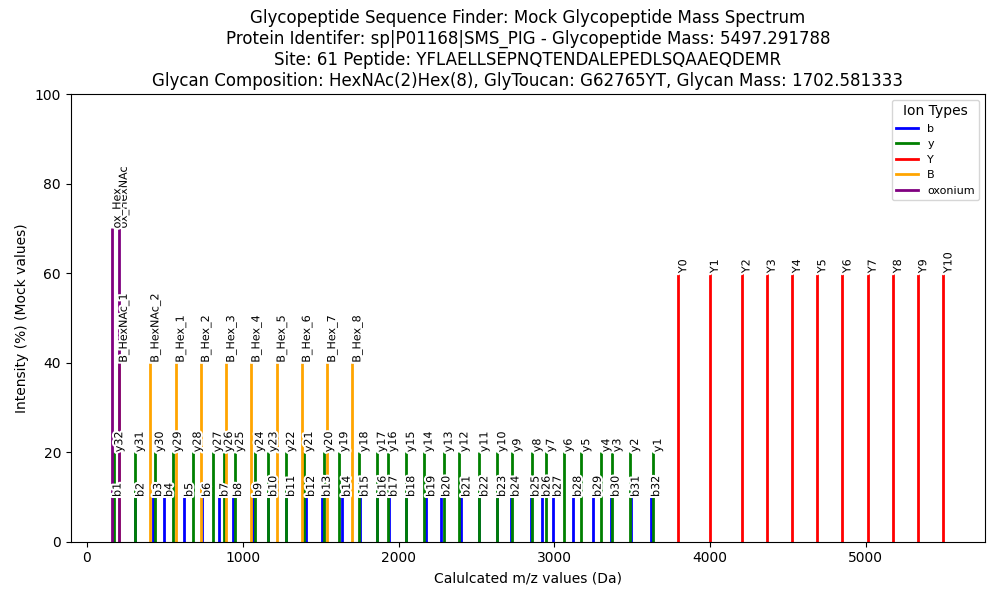 Glycopeptide Sequence Finder: Mock Glycopeptide Mass Spectrum
Protein Identifer: sp|P01168|SMS_PIG - Glycopeptide Mass: 5497.291788
Site: 61 Peptide: YFLAELLSEPNQTENDALEPEDLSQAAEQDEMR
Glycan Composition: HexNAc(2)Hex(8), GlyToucan: G62765YT, Glycan Mass: 1702.581333
Intensity (%) (Mock values)
100
80
60
40
20
0
Ion Types
b
y
Y
B
oxonium
ox_Hex
ox_HexNAc
B_HexNAc_1
B_HexNAc_2
B_Hex_1
B_Hex_2
B_Hex_3
B_Hex_4
B_Hex_5
B_Hex_6
B_Hex_7
B_Hex_8
Y0
Y1
Y2
Y3
Y4
Y5
Y6
Y7
Y8
Y9
Y10
y32
y31
y30
y29
y28
y27
y26
y25
y24
y23
y22
y21
y20
y19
y18
y17
y16
y15
y14
y13
y12
y11
y10
y9
y8
y7
y6
y5
y4
y3
y2
y1
b1
b2
b3
b4
b5
b6
b7
b8
b9
b10
b11
b12
b13
b14
b15
b16
b17
b18
b19
b20
b21
b22
b23
b24
b25
b26
b27
b28
b29
b30
b31
b32
0
1000
2000
3000
4000
5000
Calulcated m/z values (Da)